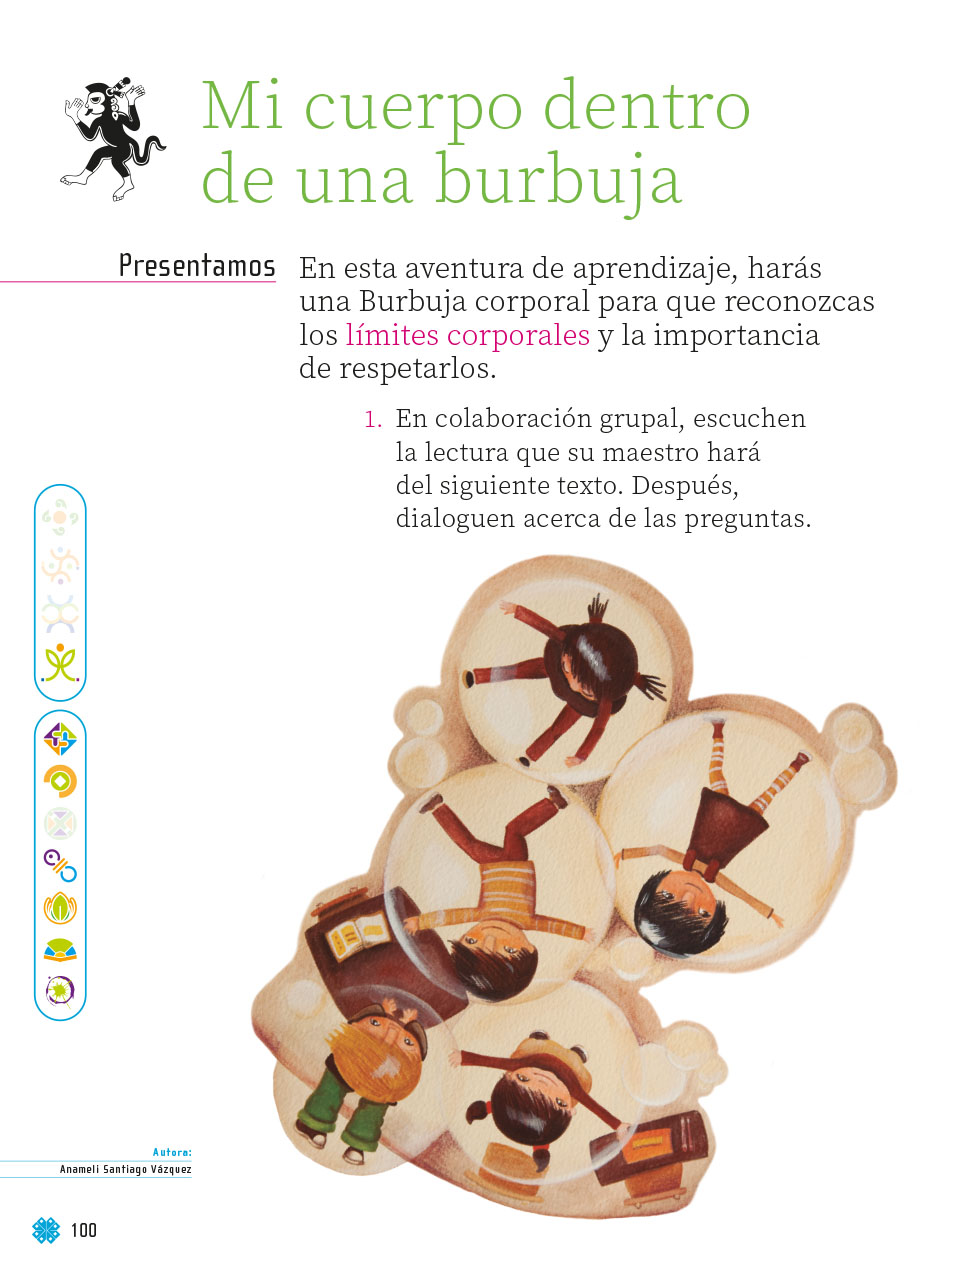 Mi cuerpo dentro
de una burbuja
Presentamos
En esta aventura de aprendizaje, harás
una Burbuja corporal para que reconozcas
los límites corporales y la importancia
de respetarlos.
1. En colaboración grupal, escuchen
la lectura que su maestro hará
del siguiente texto. Después,
dialoguen acerca de las preguntas.
Autora:
Anameli Santiago Vázquez
100